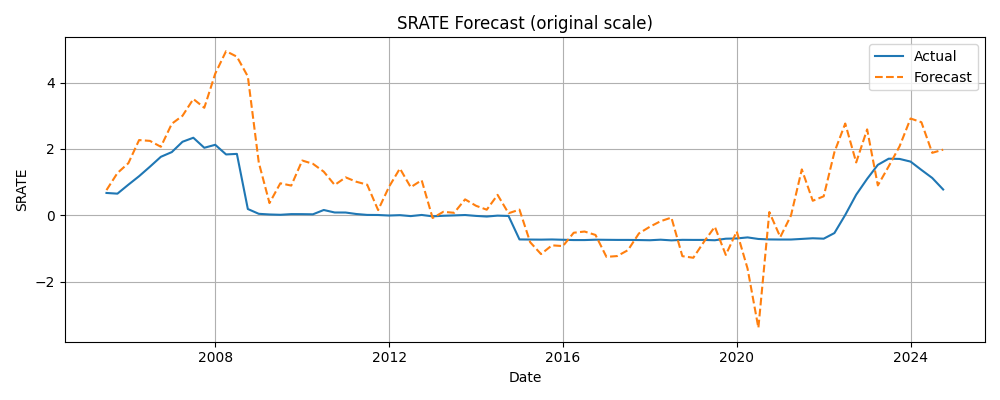 SRATE Forecast (original scale)
Actual
Forecast
SRATE
4
2
0
−2
2008
2012
2016
2020
2024
Date